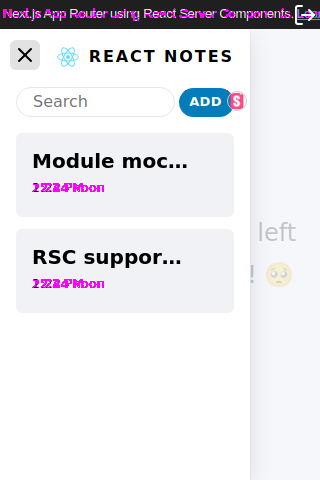 Next.js App Router using React Server Components.
REACT NOTES
Search
ADD
S
Module moc…
RSC suppor…
left
!